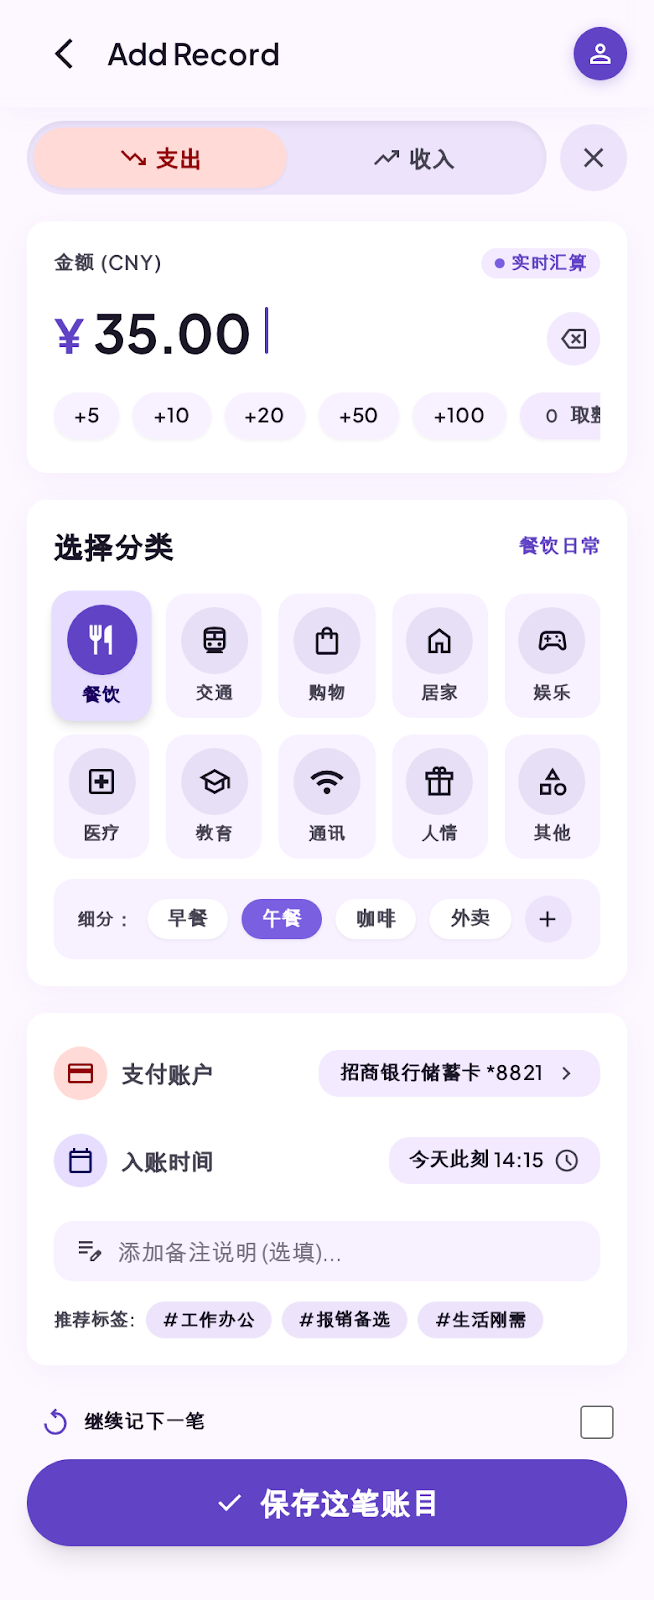 Add Record
支出 收入
金额 (CNY) 实时汇算
¥ 35.00
+5 +10 +20 +50 +100 0 取整
选择分类 餐饮日常
餐饮 交通 购物 居家 娱乐
医疗 教育 通讯 人情 其他
细分： 早餐 午餐 咖啡 外卖 +
支付账户 招商银行储蓄卡 *8821
入账时间 今天此刻 14:15
添加备注说明 (选填)...
推荐标签: #工作办公 #报销备选 #生活刚需
继续记下一笔
保存这笔账目